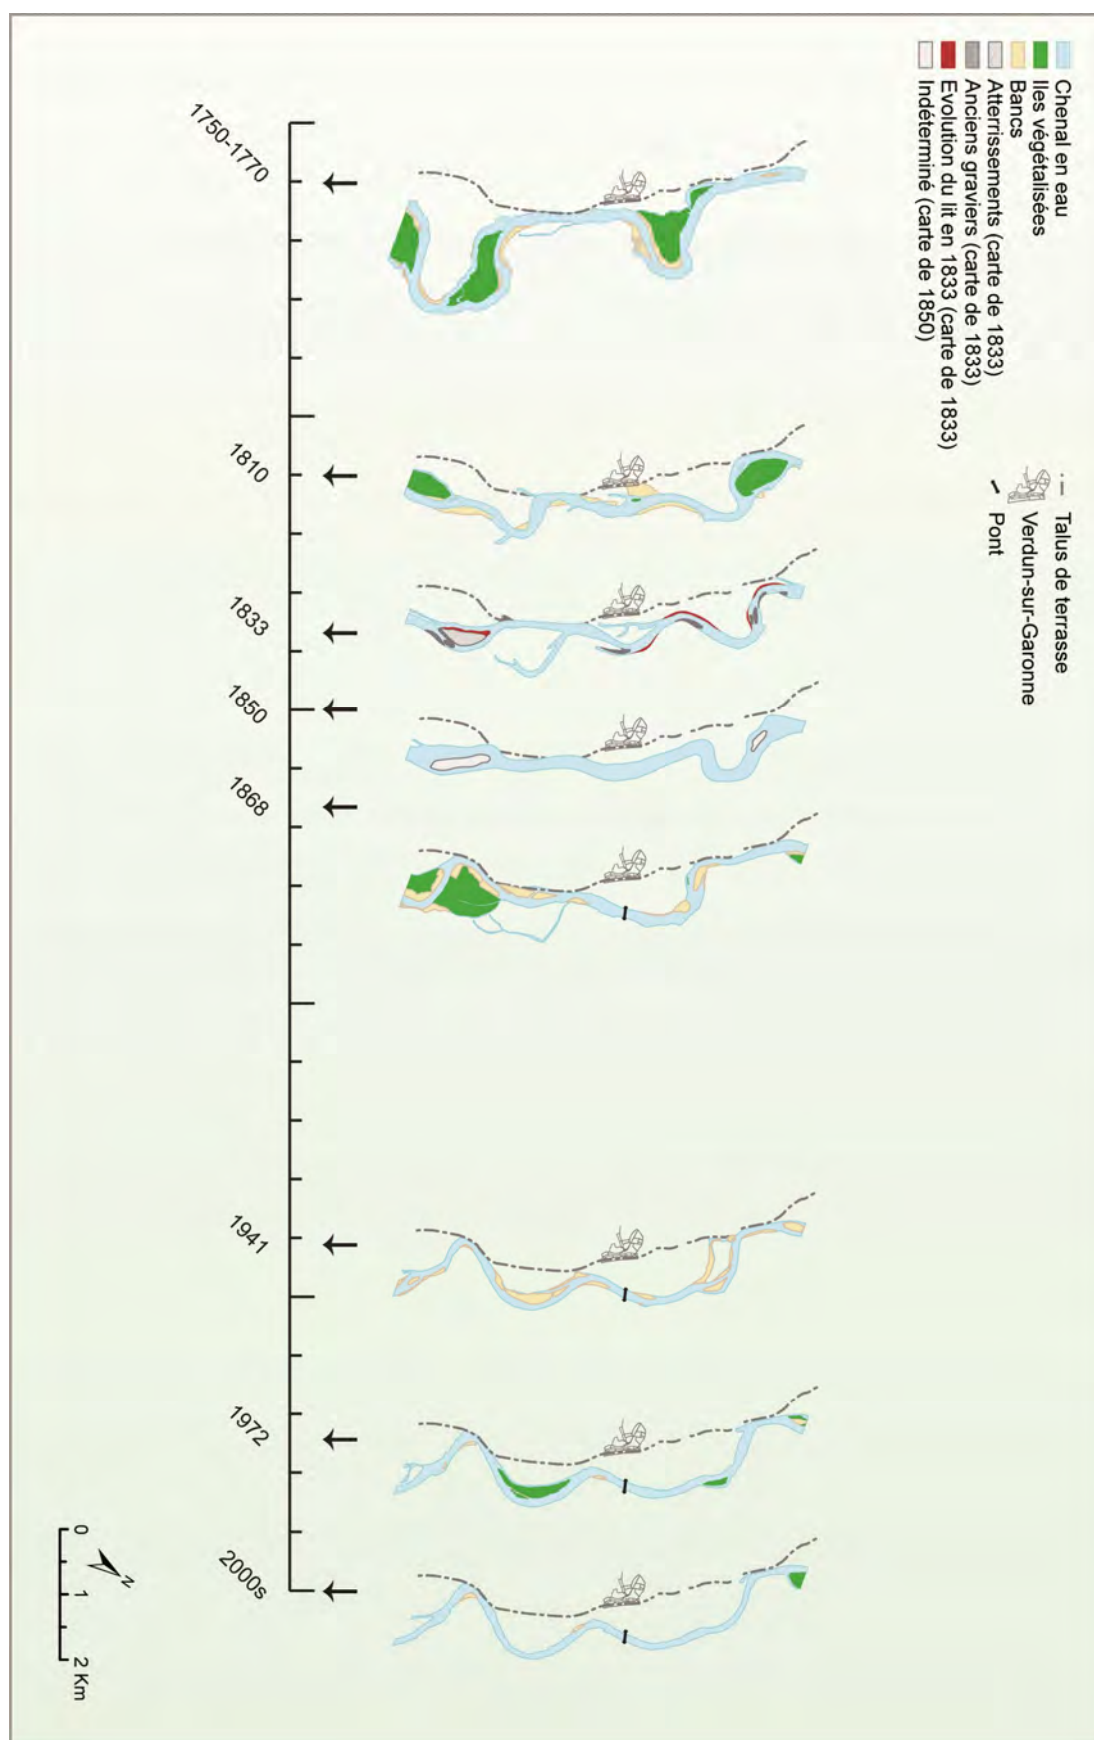 Chenal en eau
Iles végétalisées
Bancs
Atterrissements (carte de 1833)
Anciens graviers (carte de 1833)
Evolution du lit en 1833 (carte de 1833)
Indéterminé (carte de 1850)
Talus de terrasse
Verdun-sur-Garonne
Pont
1750-1770
1810
1833
1850
1868
1941
1972
2000s
N
0 1 2 Km